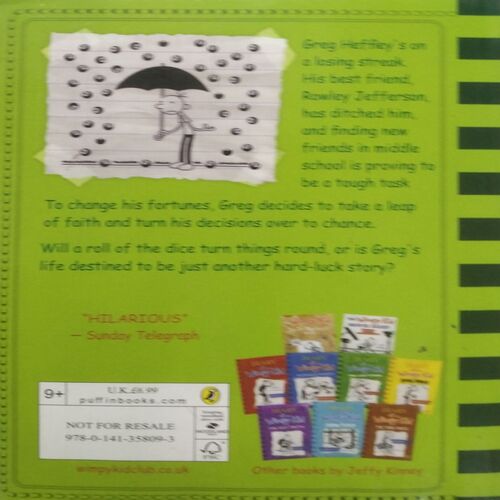 Greg Heffley's on
a losing streak.
His best friend,
Rowley Jefferson,
has ditched him,
and finding new
friends in middle
school is proving to
be a tough task.
To change his fortunes, Greg decides to take a leap
of faith and turn his decisions over to chance.
Will a roll of the dice turn things round, or is Greg's
life destined to be just another hard-luck story?
"HILARIOUS"
— Sunday Telegraph
9+
U.K. £6.99
puffinbooks.com
NOT FOR RESALE
978-0-141-35809-3
FSC
wimpykidclub.co.uk
Other books by Jeff Kinney